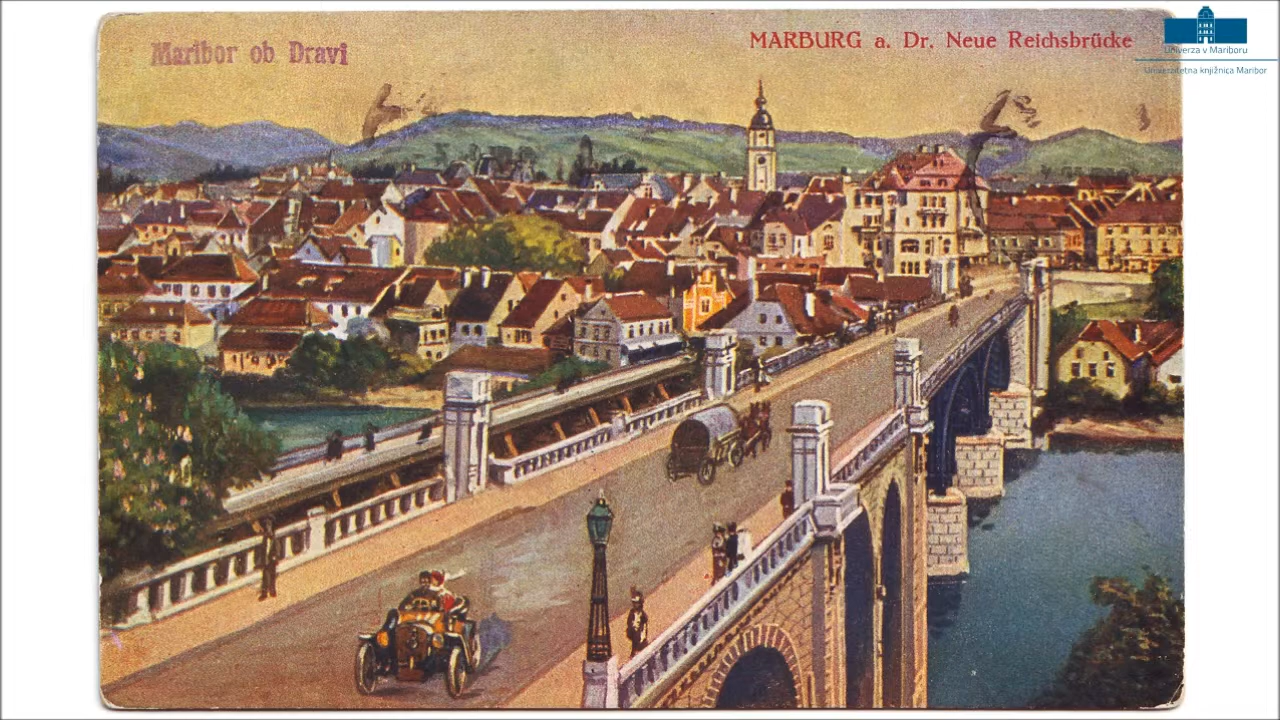 Maribor ob Dravi
MARBURG a. Dr. Neue Reichsbrücke
Univerza v Mariboru
Univerzitetna knjižnica Maribor